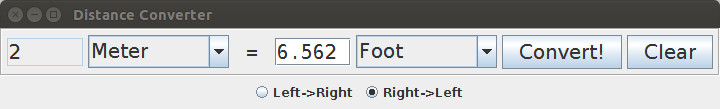 Distance Converter
2 Meter = 6.562 Foot Convert! Clear
Left->Right Right->Left